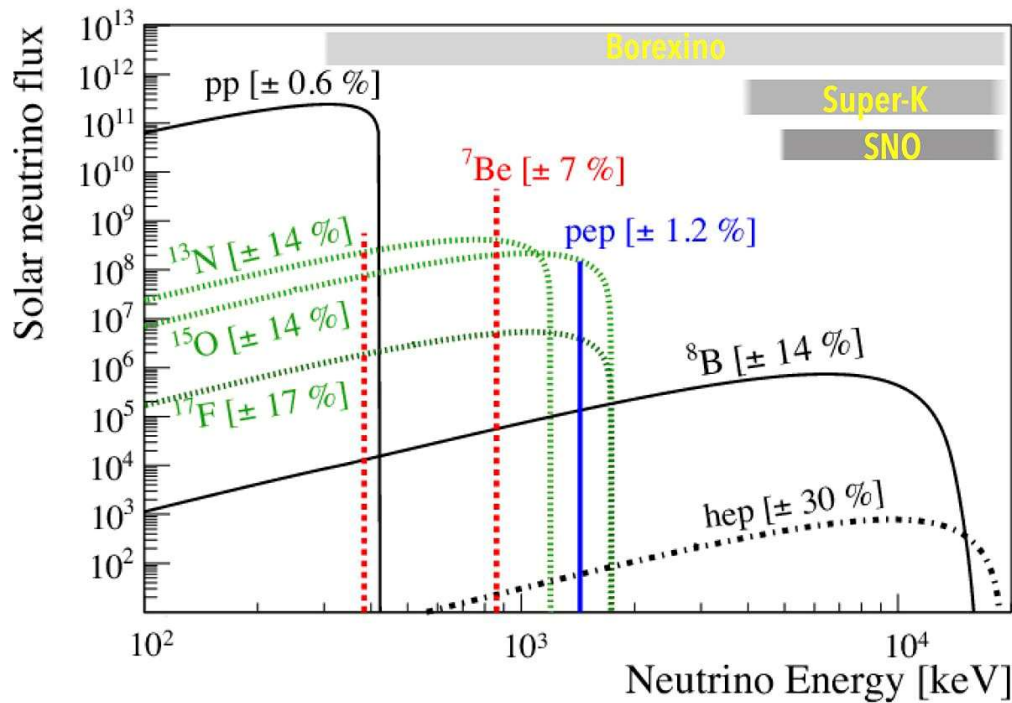 Solar neutrino flux
10¹³
10¹²
10¹¹
10¹⁰
10⁹
10⁸
10⁷
10⁶
10⁵
10⁴
10³
10²
Borexino
Super-K
SNO
pp [± 0.6 %]
⁷Be [± 7 %]
pep [± 1.2 %]
¹³N [± 14 %]
¹⁵O [± 14 %]
¹⁷F [± 17 %]
⁸B [± 14 %]
hep [± 30 %]
10²
10³
10⁴
Neutrino Energy [keV]